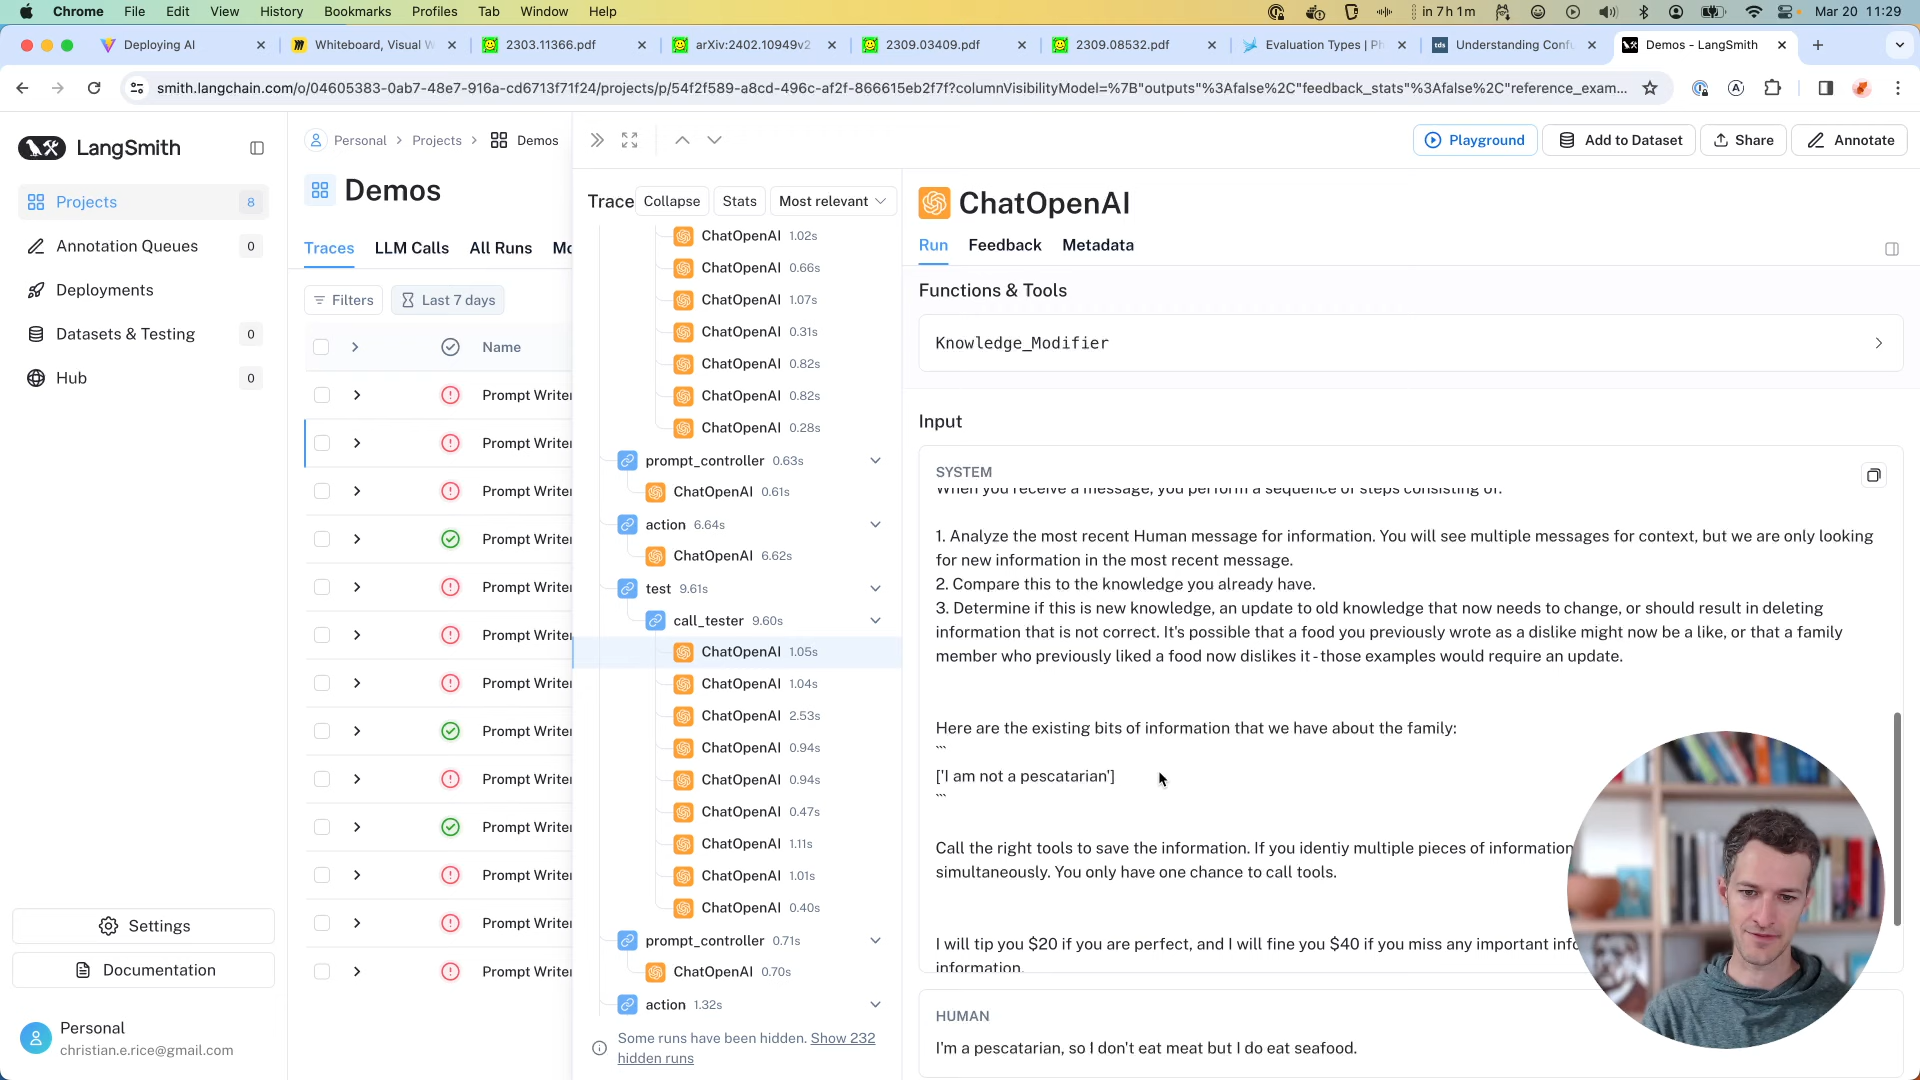 Chrome File Edit View History Bookmarks Profiles Tab Window Help
in 7h 1m
Mar 20 11:29
Deploying AI
Whiteboard, Visual W
2303.11366.pdf
arXiv:2402.10949v2
2309.03409.pdf
2309.08532.pdf
Evaluation Types | Ph
tds
Understanding Confu
Demos - LangSmith
smith.langchain.com/o/04605383-0ab7-48e7-916a-cd6713f71f24/projects/p/54f2f589-a8cd-496c-af2f-866615eb2f7f?columnVisibilityModel=%7B"outputs"%3Afalse%2C"feedback_stats"%3Afalse%2C"reference_exam...
LangSmith
Projects 8
Annotation Queues 0
Deployments
Datasets & Testing 0
Hub 0
Settings
Documentation
Personal
christian.e.rice@gmail.com
Personal > Projects > Demos
Demos
Traces LLM Calls All Runs Mo
Filters Last 7 days
Name
Prompt Writer
Prompt Writer
Prompt Writer
Prompt Writer
Prompt Writer
Prompt Writer
Prompt Writer
Prompt Writer
Prompt Writer
Prompt Writer
Prompt Writer
Prompt Writer
Prompt Writer
Trace Collapse Stats Most relevant
ChatOpenAI 1.02s
ChatOpenAI 0.66s
ChatOpenAI 1.07s
ChatOpenAI 0.31s
ChatOpenAI 0.82s
ChatOpenAI 0.82s
ChatOpenAI 0.28s
prompt_controller 0.63s
ChatOpenAI 0.61s
action 6.64s
ChatOpenAI 6.62s
test 9.61s
call_tester 9.60s
ChatOpenAI 1.05s
ChatOpenAI 1.04s
ChatOpenAI 2.53s
ChatOpenAI 0.94s
ChatOpenAI 0.94s
ChatOpenAI 0.47s
ChatOpenAI 1.11s
ChatOpenAI 1.01s
ChatOpenAI 0.40s
prompt_controller 0.71s
ChatOpenAI 0.70s
action 1.32s
Some runs have been hidden. Show 232
hidden runs
Playground Add to Dataset Share Annotate
ChatOpenAI
Run Feedback Metadata
Functions & Tools
Knowledge_Modifier
Input
SYSTEM
When you receive a message, you perform a sequence of steps consisting of:
1. Analyze the most recent Human message for information. You will see multiple messages for context, but we are only looking
for new information in the most recent message.
2. Compare this to the knowledge you already have.
3. Determine if this is new knowledge, an update to old knowledge that now needs to change, or should result in deleting
information that is not correct. It's possible that a food you previously wrote as a dislike might now be a like, or that a family
member who previously liked a food now dislikes it - those examples would require an update.
Here are the existing bits of information that we have about the family:
```
['I am not a pescatarian']
```
Call the right tools to save the information. If you identiy multiple pieces of information
simultaneously. You only have one chance to call tools.
I will tip you $20 if you are perfect, and I will fine you $40 if you miss any important info
information.
HUMAN
I'm a pescatarian, so I don't eat meat but I do eat seafood.